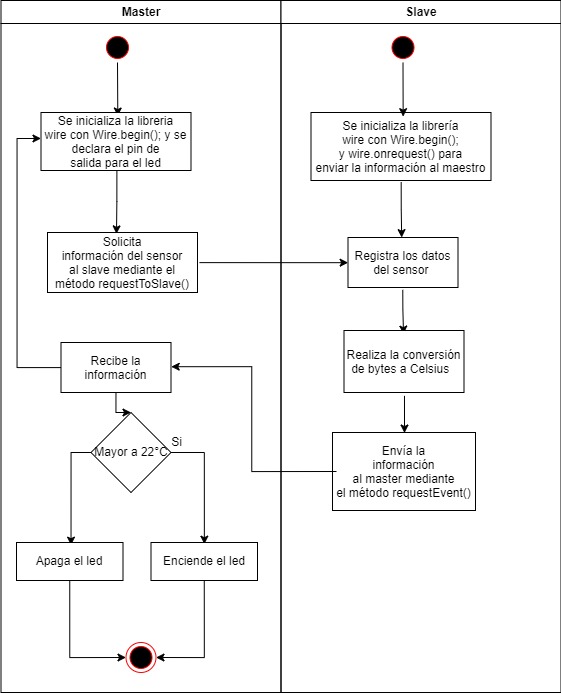 Master
Slave
Se inicializa la libreria
wire con Wire.begin(); y se
declara el pin de
salida para el led
Se inicializa la librería
wire con Wire.begin();
y wire.onrequest() para
enviar la información al maestro
Solicita
información del sensor
al slave mediante el
método requestToSlave()
Registra los datos
del sensor
Recibe la
información
Realiza la conversión
de bytes a Celsius
Mayor a 22°C
Si
Envía la
información
al master mediante
el método requestEvent()
Apaga el led
Enciende el led